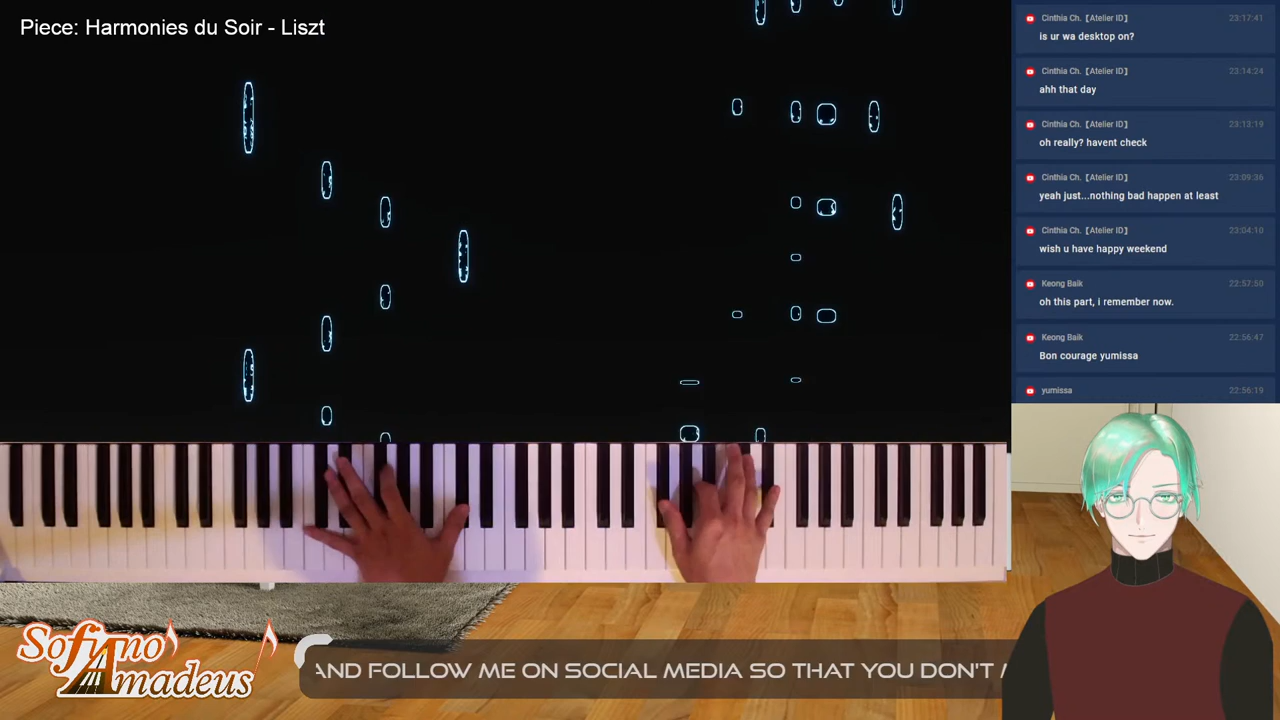 Piece: Harmonies du Soir - Liszt
Cinthia Ch.【Atelier ID】 23:17:41
is ur wa desktop on?
Cinthia Ch.【Atelier ID】 23:14:24
ahh that day
Cinthia Ch.【Atelier ID】 23:13:19
oh really? havent check
Cinthia Ch.【Atelier ID】 23:09:36
yeah just...nothing bad happen at least
Cinthia Ch.【Atelier ID】 23:04:10
wish u have happy weekend
Keong Baik 22:57:50
oh this part, i remember now.
Keong Baik 22:56:47
Bon courage yumissa
yumissa 22:56:19
Sofiano
Amadeus
AND FOLLOW ME ON SOCIAL MEDIA SO THAT YOU DON'T